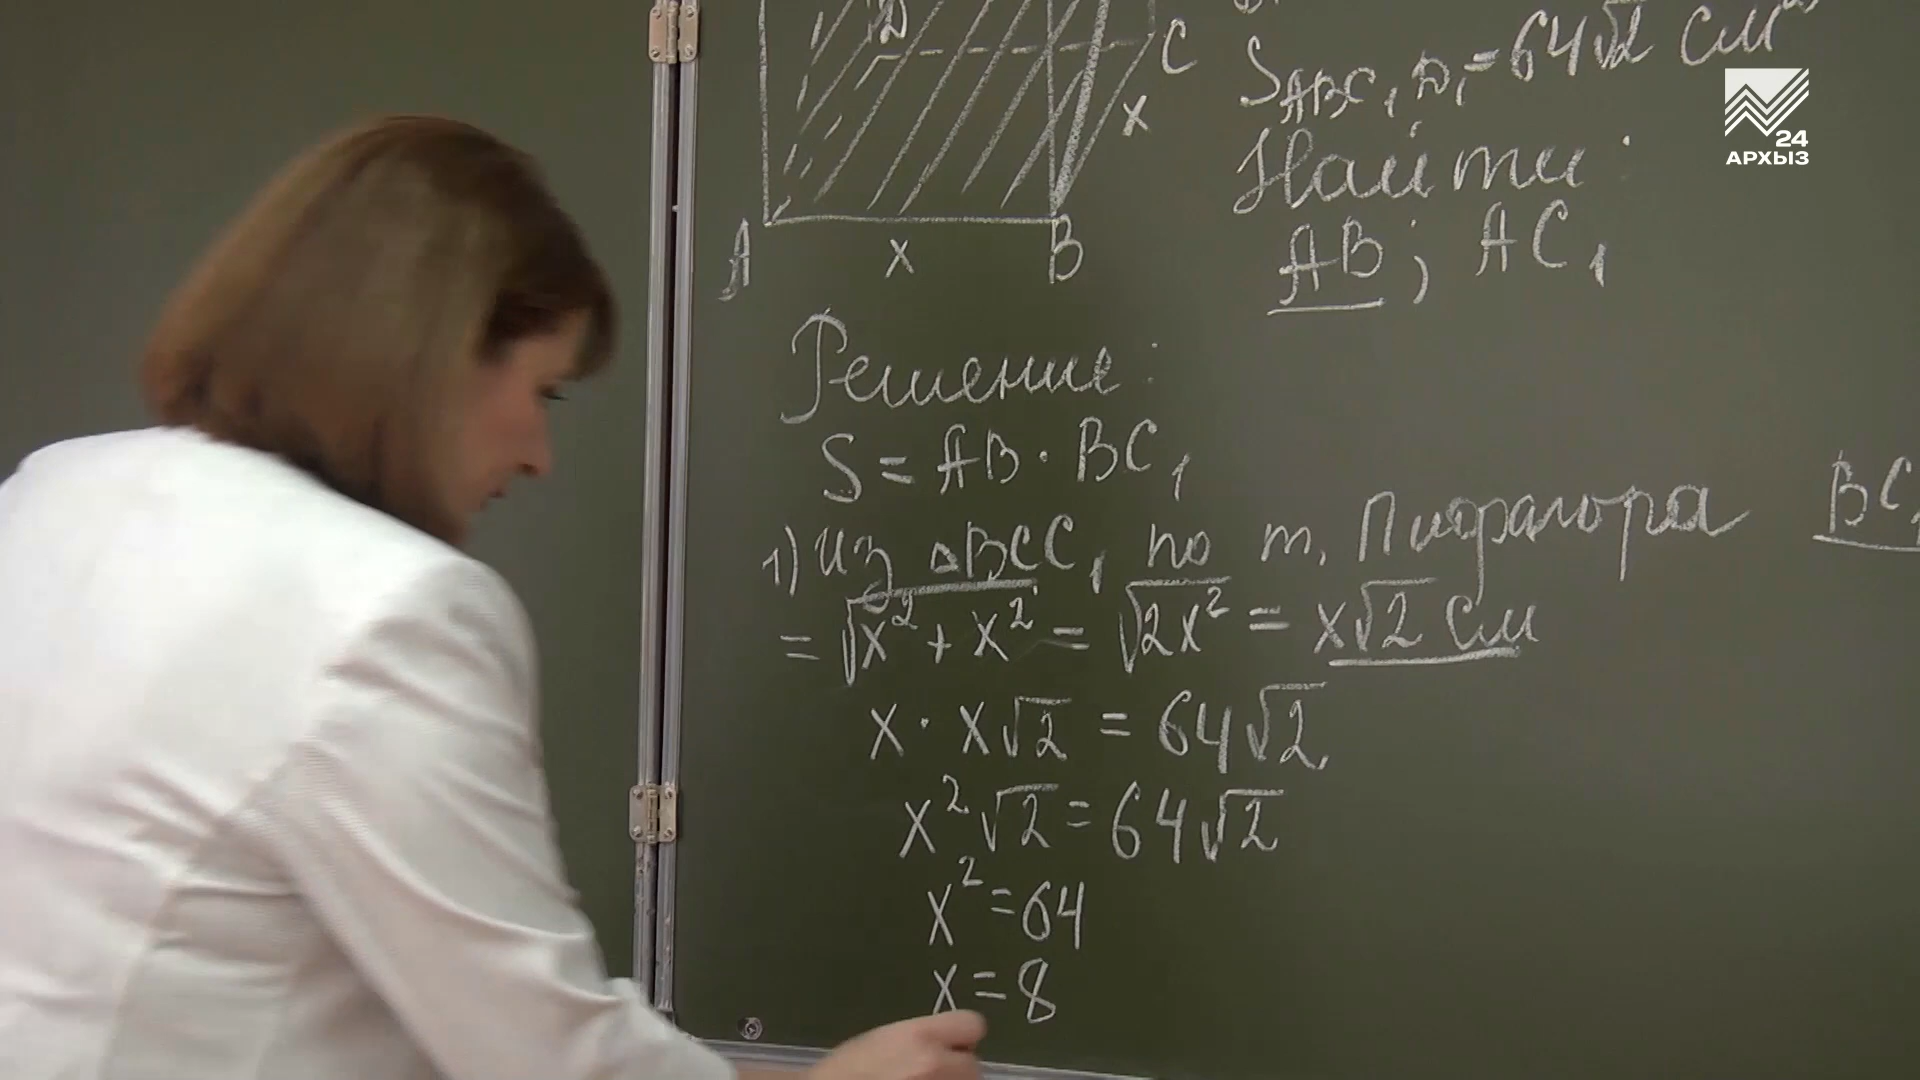 D
C
x
A
x
B
S ABC₁D₁ = 64√2 см²
Найти:
AB; AC₁
24
АРХЫЗ
Решение:
S = AB · BC₁
1) Из △BCC₁ по т. Пифагора BC₁
= √x² + x² = √2x² = x√2 см
x · x√2 = 64√2
x²√2 = 64√2
x² = 64
x = 8